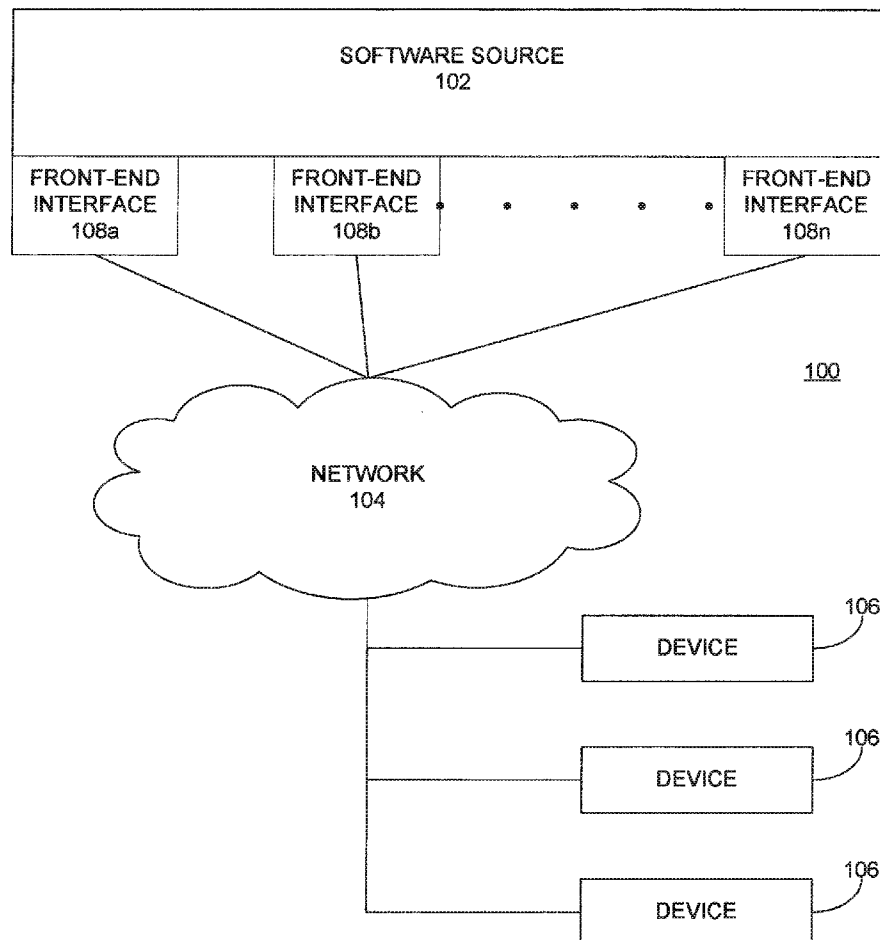 SOFTWARE SOURCE
102
FRONT-END
INTERFACE
108a
FRONT-END
INTERFACE
108b
FRONT-END
INTERFACE
108n
100
NETWORK
104
106
DEVICE
106
DEVICE
106
DEVICE